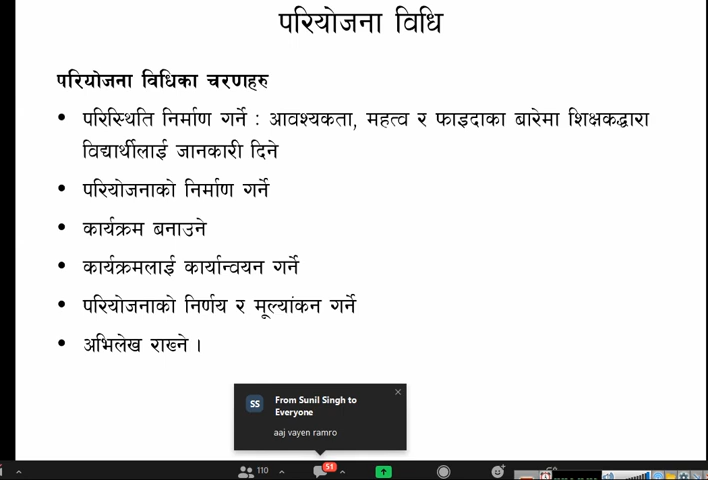 परियोजना विधि
परियोजना विधिका चरणहरु
• परिस्थिति निर्माण गर्ने : आवश्यकता, महत्व र फाइदाका बारेमा शिक्षकद्धारा
विद्यार्थीलाई जानकारी दिने
• परियोजनाको निर्माण गर्ने
• कार्यक्रम बनाउने
• कार्यक्रमलाई कार्यान्वयन गर्ने
• परियोजनाको निर्णय र मूल्यांकन गर्ने
• अभिलेख राख्ने ।
SS
From Sunil Singh to
Everyone
aaj vayen ramro
110
51